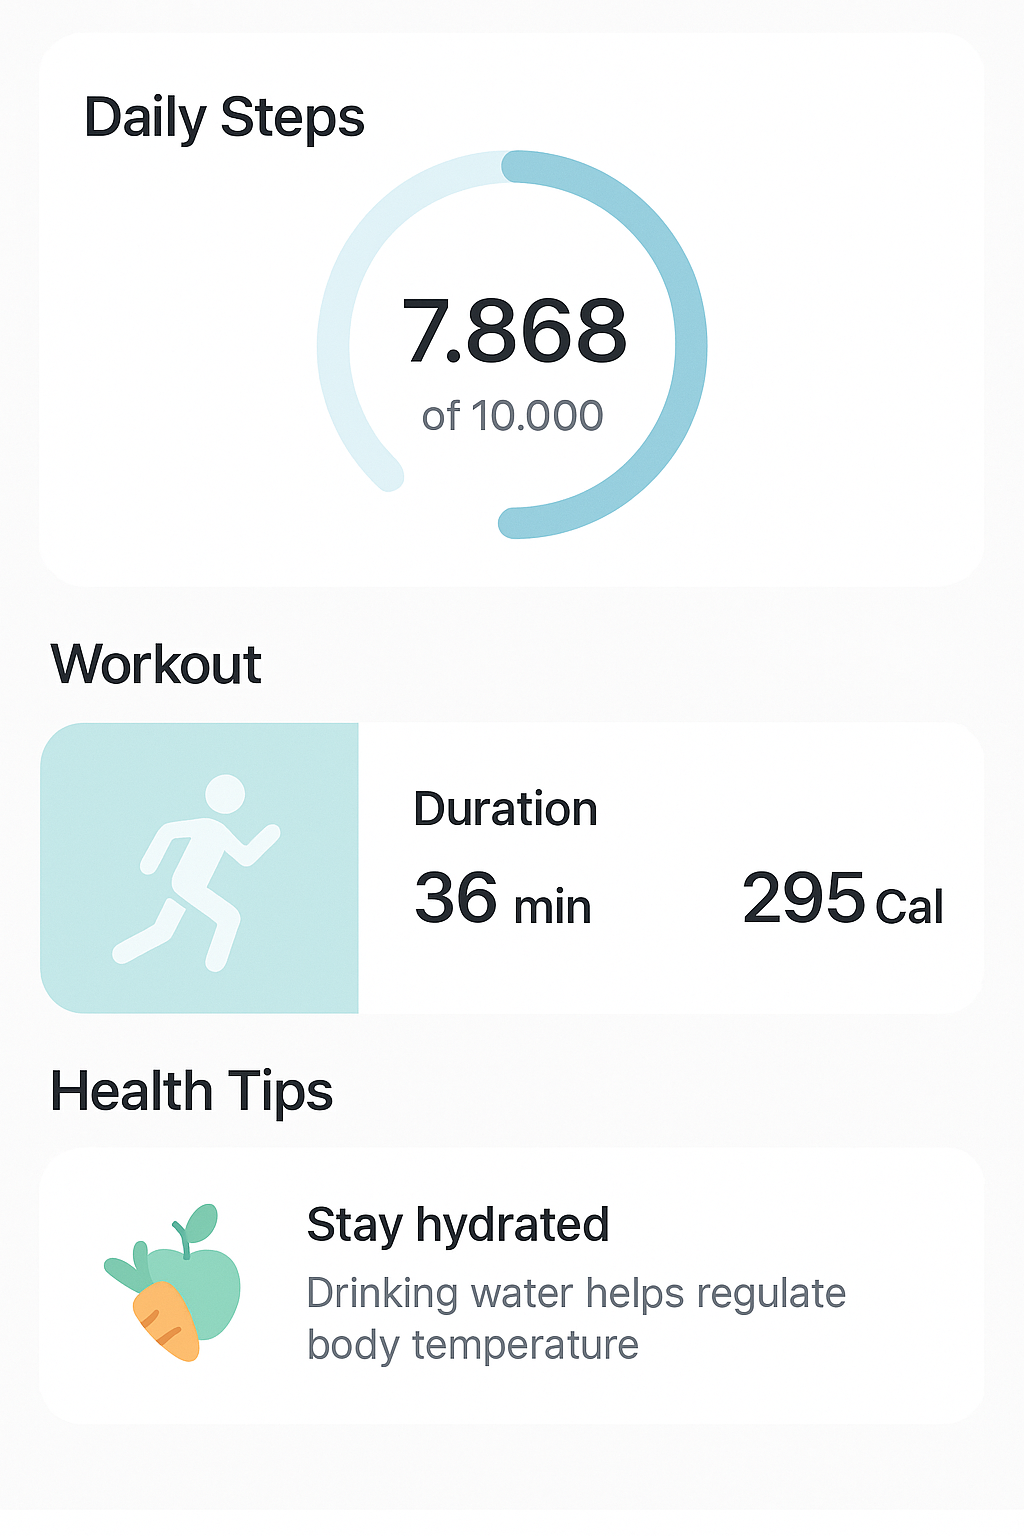 Daily Steps
7.868
of 10.000
Workout
Duration
36 min
295 Cal
Health Tips
Stay hydrated
Drinking water helps regulate
body temperature